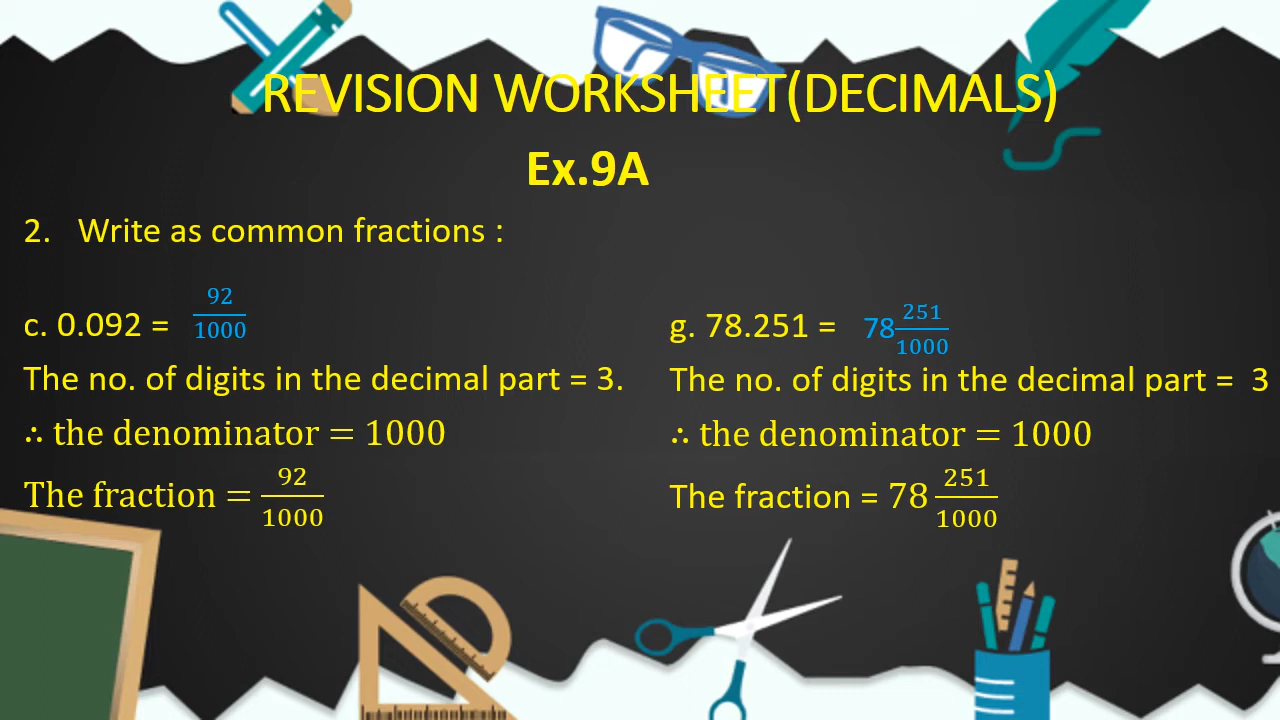 REVISION WORKSHEET(DECIMALS)
Ex.9A
2. Write as common fractions :
c. 0.092 = 92/1000
The no. of digits in the decimal part = 3.
∴ the denominator = 1000
The fraction = 92/1000
g. 78.251 = 78 251/1000
The no. of digits in the decimal part = 3
∴ the denominator = 1000
The fraction = 78 251/1000